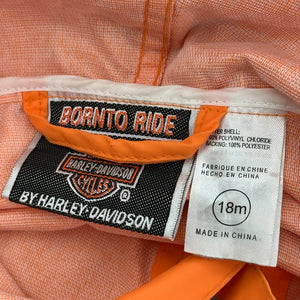 BORN TO RIDE
HARLEY-DAVIDSON
CYCLES
®
BY HARLEY-DAVIDSON
SHELL:
100% POLYVINYL CHLORIDE
BACKING: 100% POLYESTER
FABRIQUE EN CHINE
HECHO EN CHINA
18m
MADE IN CHINA